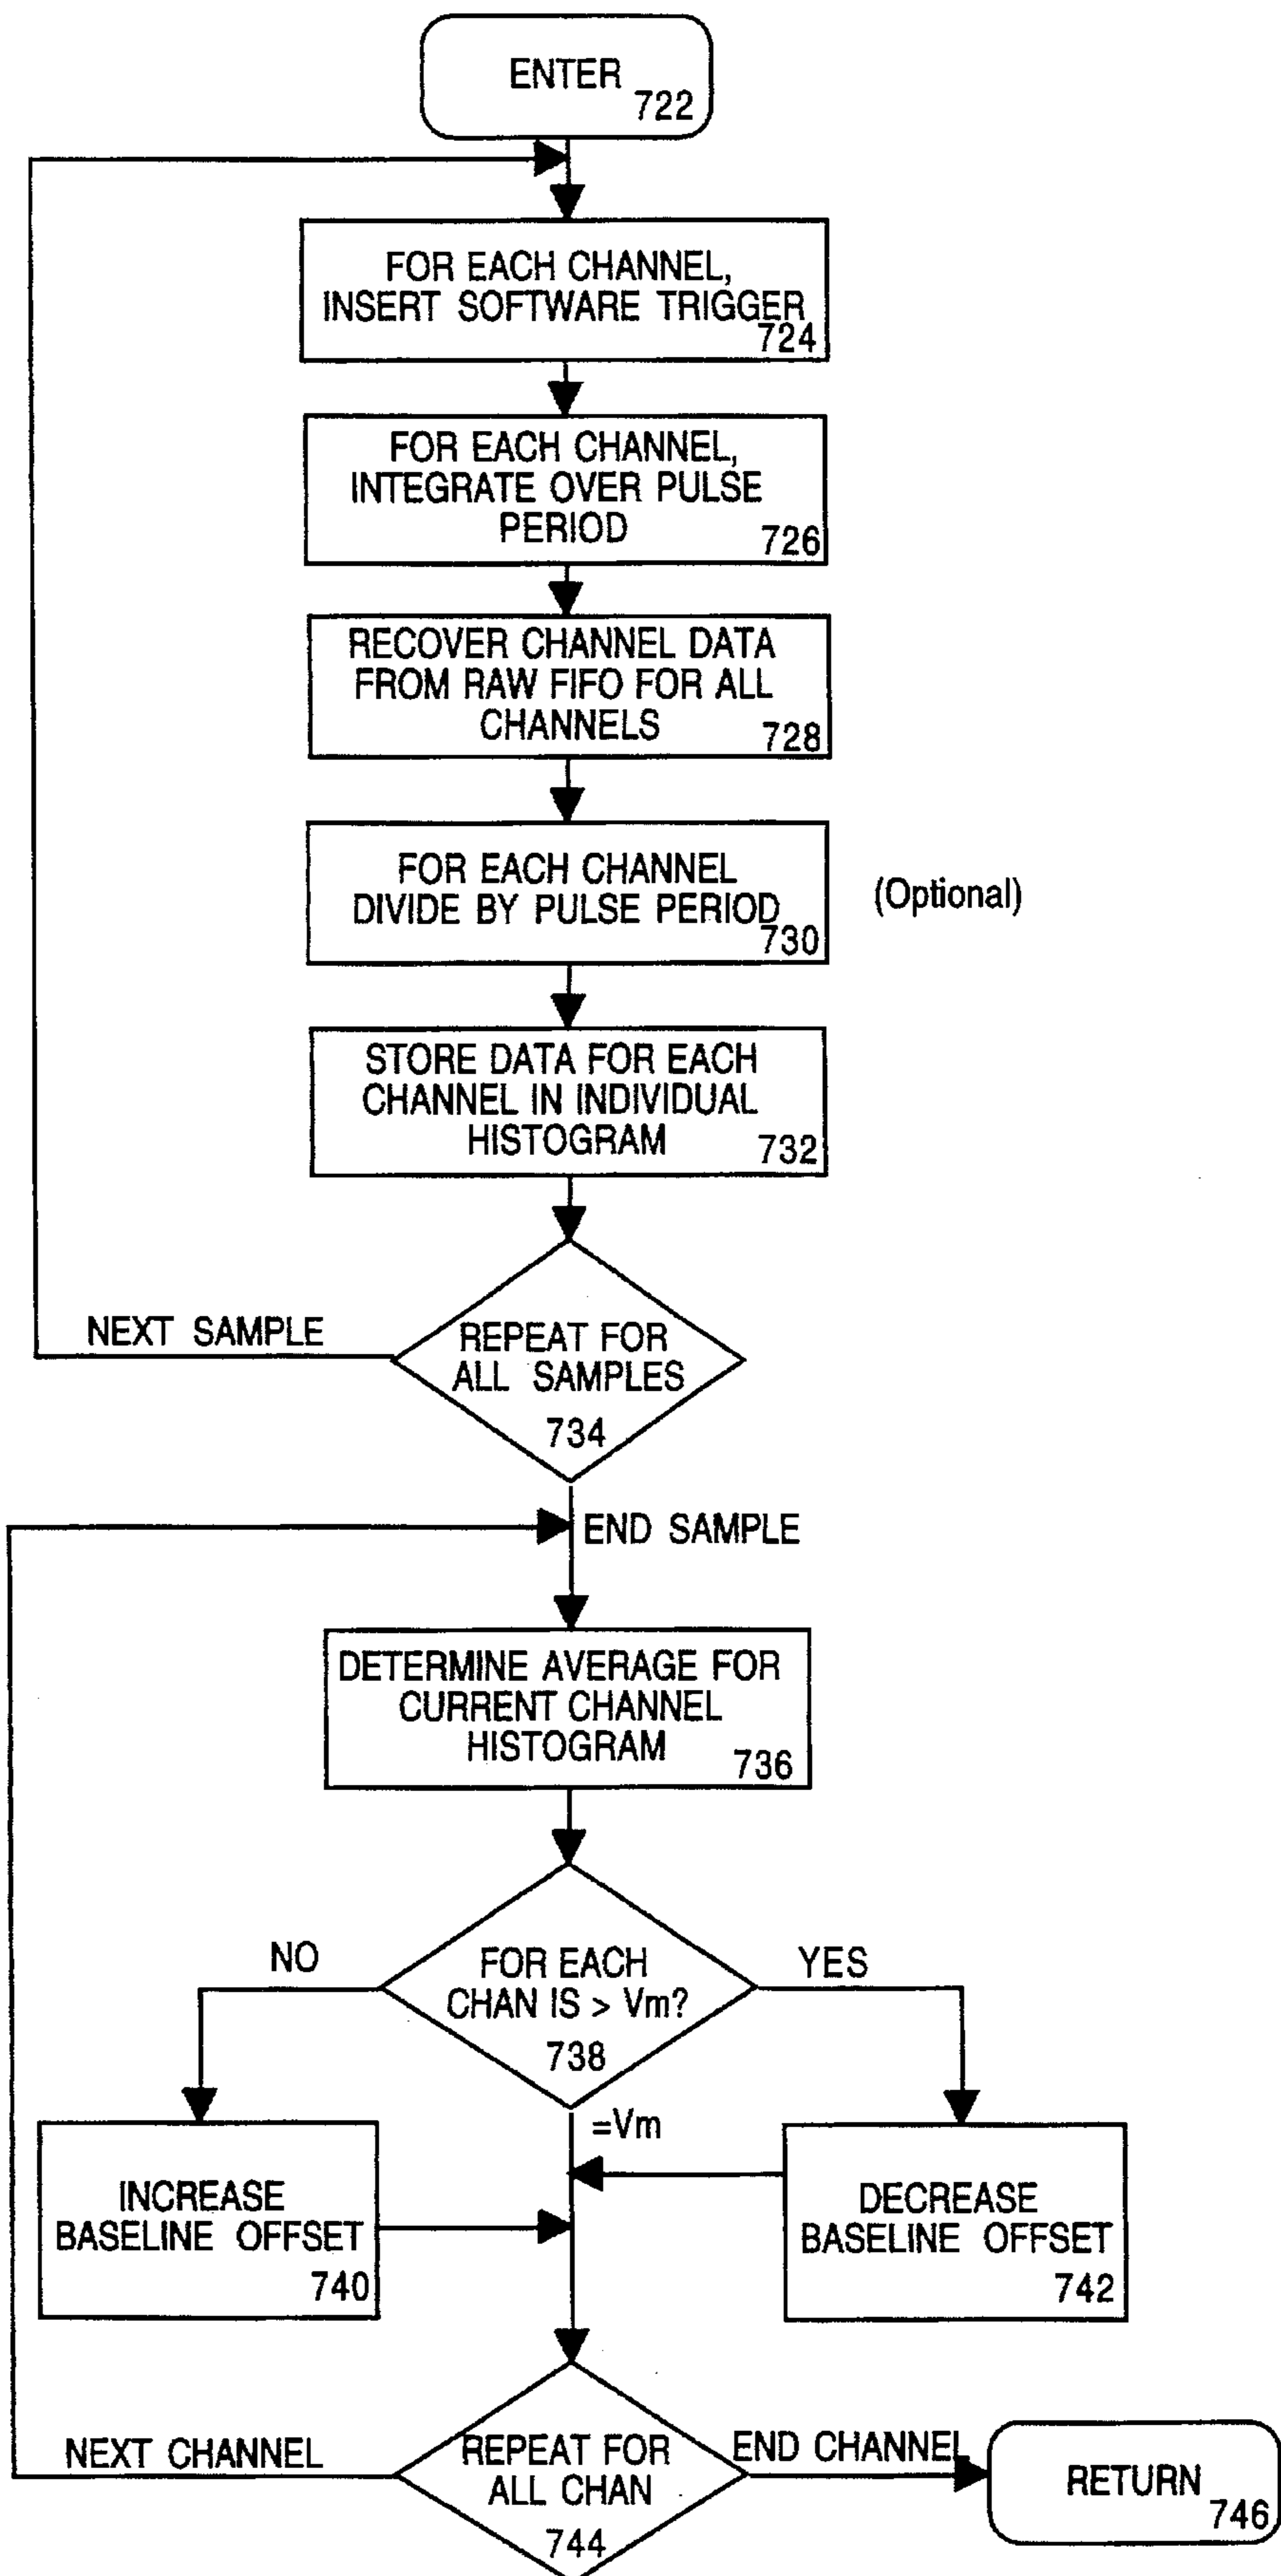 ENTER
722
FOR EACH CHANNEL,
INSERT SOFTWARE TRIGGER
724
FOR EACH CHANNEL,
INTEGRATE OVER PULSE
PERIOD
726
RECOVER CHANNEL DATA
FROM RAW FIFO FOR ALL
CHANNELS
728
FOR EACH CHANNEL
DIVIDE BY PULSE PERIOD
730
(Optional)
STORE DATA FOR EACH
CHANNEL IN INDIVIDUAL
HISTOGRAM
732
NEXT SAMPLE
REPEAT FOR
ALL SAMPLES
734
END SAMPLE
DETERMINE AVERAGE FOR
CURRENT CHANNEL
HISTOGRAM
736
NO
FOR EACH
CHAN IS > Vm?
738
YES
=Vm
INCREASE
BASELINE OFFSET
740
DECREASE
BASELINE OFFSET
742
NEXT CHANNEL
REPEAT FOR
ALL CHAN
744
END CHANNEL
RETURN
746